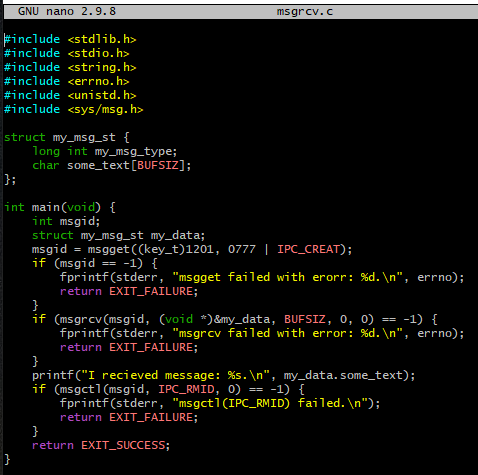 GNU nano 2.9.8 msgrcv.c
#include <stdlib.h>
#include <stdio.h>
#include <string.h>
#include <errno.h>
#include <unistd.h>
#include <sys/msg.h>
struct my_msg_st {
    long int my_msg_type;
    char some_text[BUFSIZ];
};
int main(void) {
    int msgid;
    struct my_msg_st my_data;
    msgid = msgget((key_t)1201, 0777 | IPC_CREAT);
    if (msgid == -1) {
        fprintf(stderr, "msgget failed with erorr: %d.\n", errno);
        return EXIT_FAILURE;
    }
    if (msgrcv(msgid, (void *)&my_data, BUFSIZ, 0, 0) == -1) {
        fprintf(stderr, "msgrcv failed with error: %d.\n", errno);
        return EXIT_FAILURE;
    }
    printf("I recieved message: %s.\n", my_data.some_text);
    if (msgctl(msgid, IPC_RMID, 0) == -1) {
        fprintf(stderr, "msgctl(IPC_RMID) failed.\n");
        return EXIT_FAILURE;
    }
    return EXIT_SUCCESS;
}